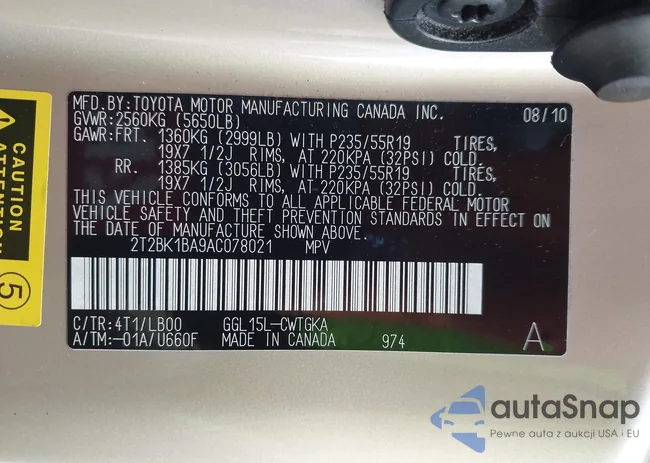 MFD.BY:TOYOTA MOTOR MANUFACTURING CANADA INC. 08/10
GVWR:2560KG (5650LB)
GAWR:FRT. 1360KG (2999LB) WITH P235/55R19 TIRES,
19X7 1/2J RIMS, AT 220KPA (32PSI) COLD.
RR. 1385KG (3056LB) WITH P235/55R19 TIRES,
19X7 1/2J RIMS, AT 220KPA (32PSI) COLD.
THIS VEHICLE CONFORMS TO ALL APPLICABLE FEDERAL MOTOR
VEHICLE SAFETY AND THEFT PREVENTION STANDARDS IN EFFECT ON
THE DATE OF MANUFACTURE SHOWN ABOVE.
2T2BK1BA9AC078021 MPV
C/TR:4T1/LB00 GGL15L-CWTGKA
A/TM:-01A/U660F MADE IN CANADA 974 A
CAUTION
ATTENTION
5
autaSnap
Pewne auta z aukcji USA i EU